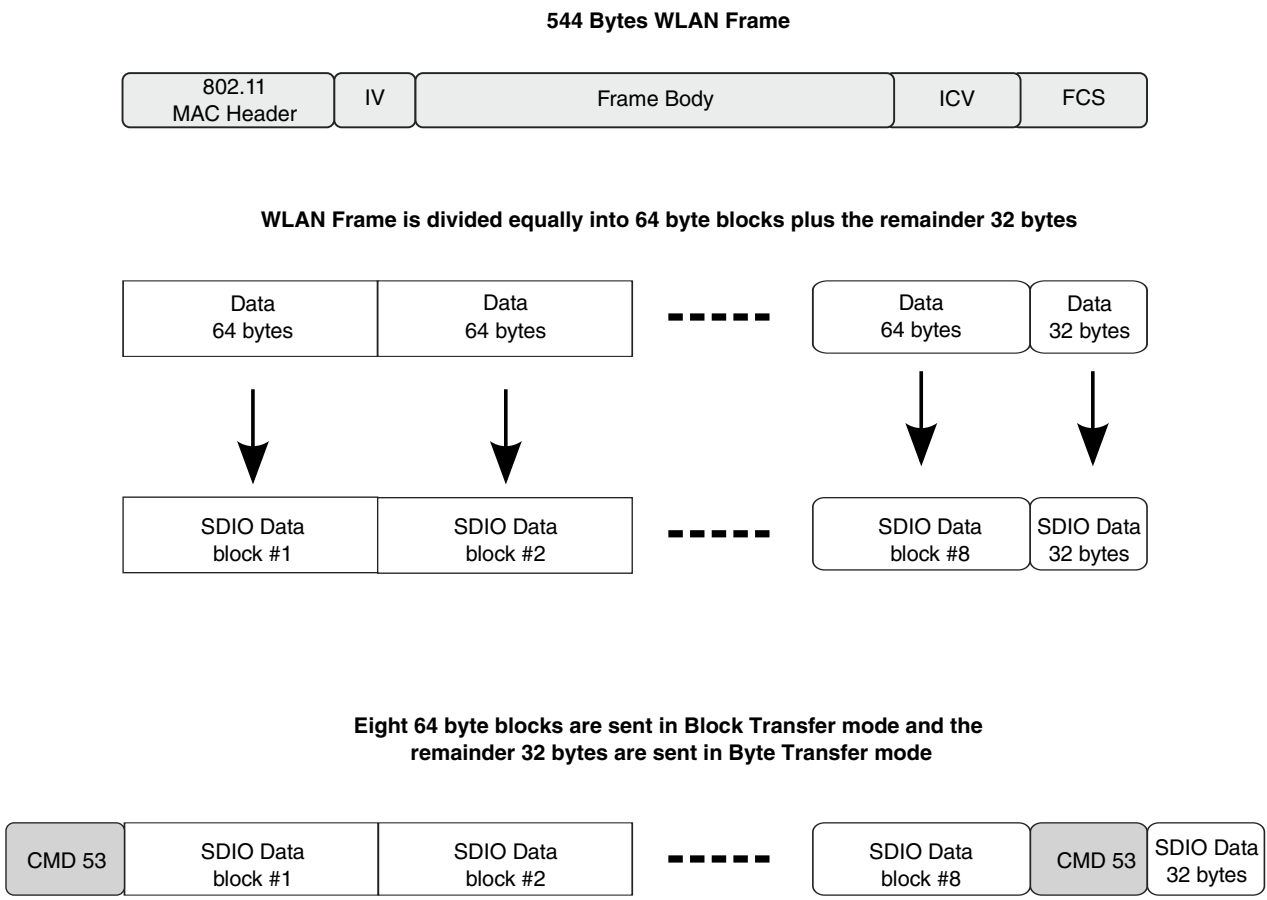 544 Bytes WLAN Frame
802.11
MAC Header
IV
Frame Body
ICV
FCS
WLAN Frame is divided equally into 64 byte blocks plus the remainder 32 bytes
Data
64 bytes
Data
64 bytes
Data
64 bytes
Data
32 bytes
SDIO Data
block #1
SDIO Data
block #2
SDIO Data
block #8
SDIO Data
32 bytes
Eight 64 byte blocks are sent in Block Transfer mode and the
remainder 32 bytes are sent in Byte Transfer mode
CMD 53
SDIO Data
block #1
SDIO Data
block #2
SDIO Data
block #8
CMD 53
SDIO Data
32 bytes